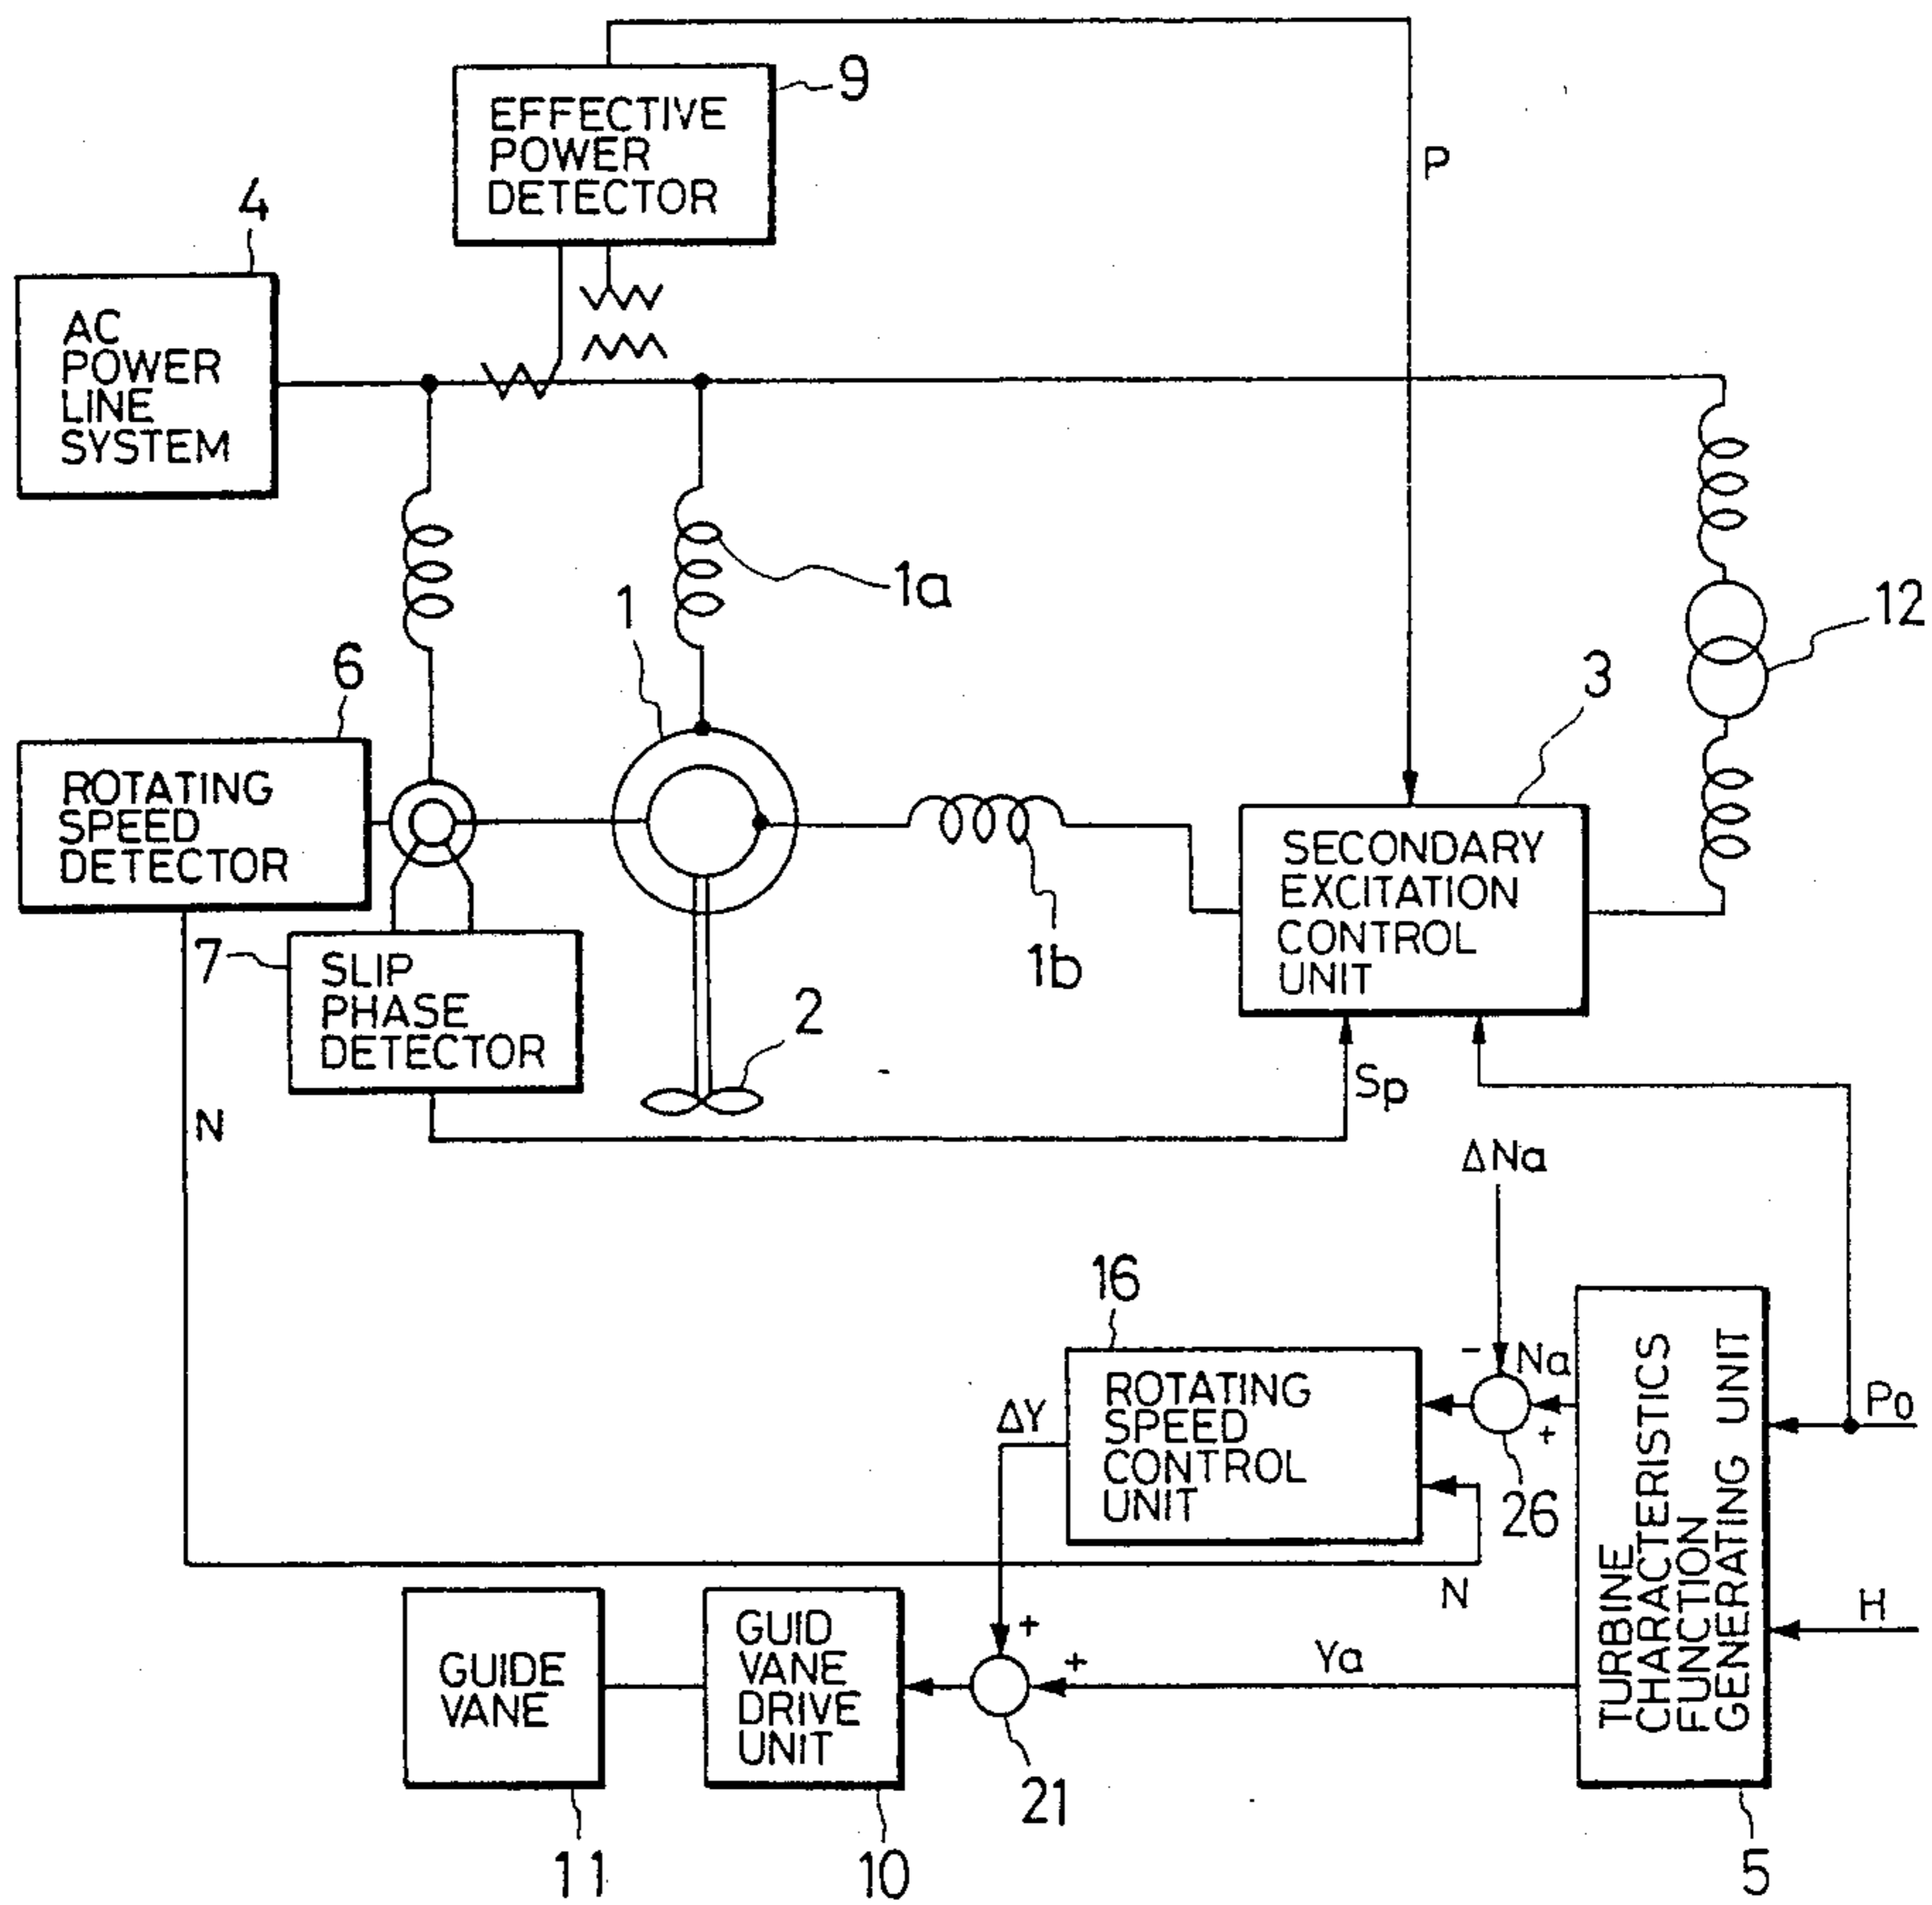 9
EFFECTIVE
POWER
DETECTOR
P
4
AC
POWER
LINE
SYSTEM
1a
1
12
6
3
ROTATING
SPEED
DETECTOR
SECONDARY
EXCITATION
CONTROL
UNIT
7
SLIP
PHASE
DETECTOR
1b
2
N
Sp
ΔNa
16
ROTATING
SPEED
CONTROL
UNIT
-
Na
+
ΔY
26
Po
TURBINE
CHARACTERISTICS
FUNCTION
GENERATING UNIT
N
H
GUIDE
VANE
GUID
VANE
DRIVE
UNIT
+
+
Ya
21
11
10
5